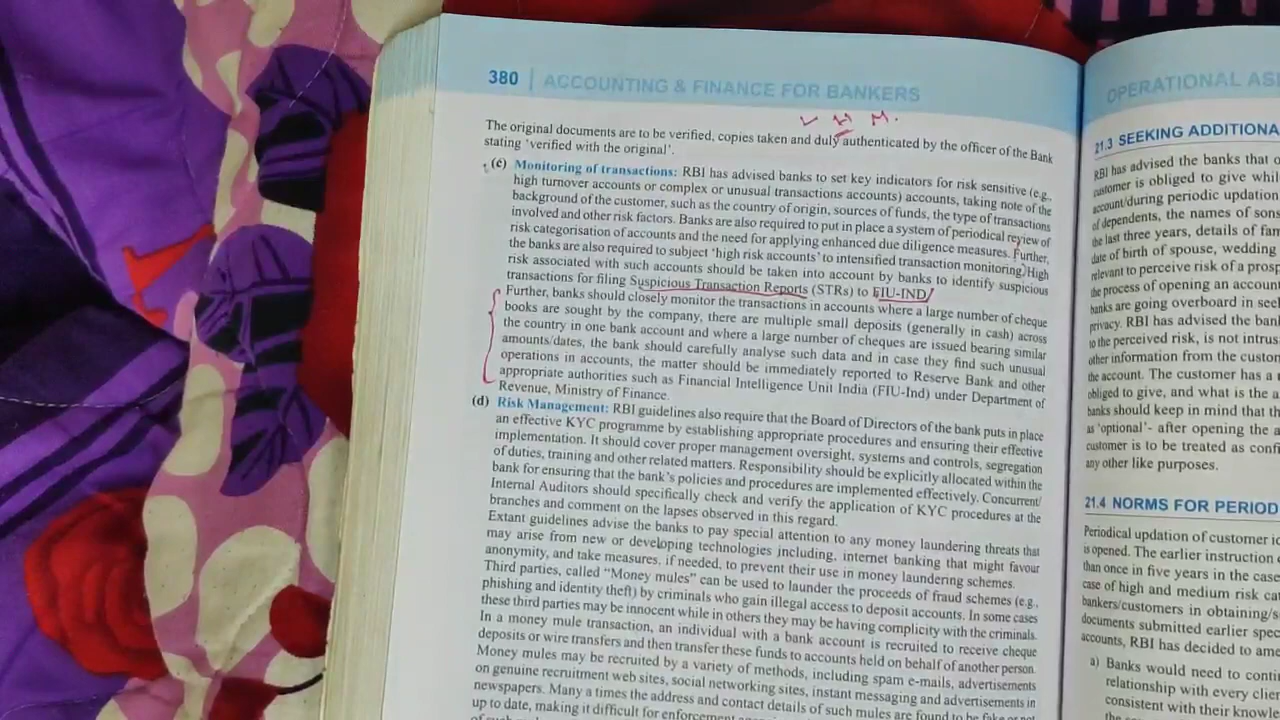 380 | ACCOUNTING & FINANCE FOR BANKERS
L H M.
The original documents are to be verified, copies taken and duly authenticated by the officer of the Bank
stating ‘verified with the original’.
(c) Monitoring of transactions: RBI has advised banks to set key indicators for risk sensitive (e.g.,
high turnover accounts or complex or unusual transactions accounts) accounts, taking note of the
background of the customer, such as the country of origin, sources of funds, the type of transactions
involved and other risk factors. Banks are also required to put in place a system of periodical review of
risk categorisation of accounts and the need for applying enhanced due diligence measures. Further,
the banks are also required to subject ‘high risk accounts’ to intensified transaction monitoring. High
risk associated with such accounts should be taken into account by banks to identify suspicious
transactions for filing Suspicious Transaction Reports (STRs) to FIU-IND
Further, banks should closely monitor the transactions in accounts where a large number of cheque
books are sought by the company, there are multiple small deposits (generally in cash) across
the country in one bank account and where a large number of cheques are issued bearing similar
amounts/dates, the bank should carefully analyse such data and in case they find such unusual
operations in accounts, the matter should be immediately reported to Reserve Bank and other
appropriate authorities such as Financial Intelligence Unit India (FIU-Ind) under Department of
Revenue, Ministry of Finance.
(d) Risk Management: RBI guidelines also require that the Board of Directors of the bank puts in place
an effective KYC programme by establishing appropriate procedures and ensuring their effective
implementation. It should cover proper management oversight, systems and controls, segregation
of duties, training and other related matters. Responsibility should be explicitly allocated within the
bank for ensuring that the bank’s policies and procedures are implemented effectively. Concurrent/
Internal Auditors should specifically check and verify the application of KYC procedures at the
branches and comment on the lapses observed in this regard.
Extant guidelines advise the banks to pay special attention to any money laundering threats that
may arise from new or developing technologies including, internet banking that might favour
anonymity, and take measures, if needed, to prevent their use in money laundering schemes.
Third parties, called “Money mules” can be used to launder the proceeds of fraud schemes (e.g.,
phishing and identity theft) by criminals who gain illegal access to deposit accounts. In some cases
these third parties may be innocent while in others they may be having complicity with the criminals.
In a money mule transaction, an individual with a bank account is recruited to receive cheque
deposits or wire transfers and then transfer these funds to accounts held on behalf of another person.
Money mules may be recruited by a variety of methods, including spam e-mails, advertisements
on genuine recruitment web sites, social networking sites, instant messaging and advertisements in
newspapers. Many a times the address and contact details of such mules are found to be fake or not
up to date, making it difficult for enforcement
OPERATIONAL
21.3 SEEKING
RBI has advised the banks that
customer is obliged to give
account/during periodic
of dependents, the names of
the last three years, details of
date of birth of spouse, wedding
relevant to perceive risk of a
the process of opening an
banks are going overboard in
privacy. RBI has advised the
to the perceived risk, is not
other information from the
the account. The customer has a
obliged to give, and what is the
banks should keep in mind that
as ‘optional’- after opening the
customer is to be treated as
any other like purposes.
21.4 NORMS FOR
Periodical updation of customer
is opened. The earlier instruction
than once in five years in the
case of high and medium risk
bankers/customers in
documents submitted earlier
accounts, RBI has decided to
a) Banks would need to
relationship with every
consistent with their